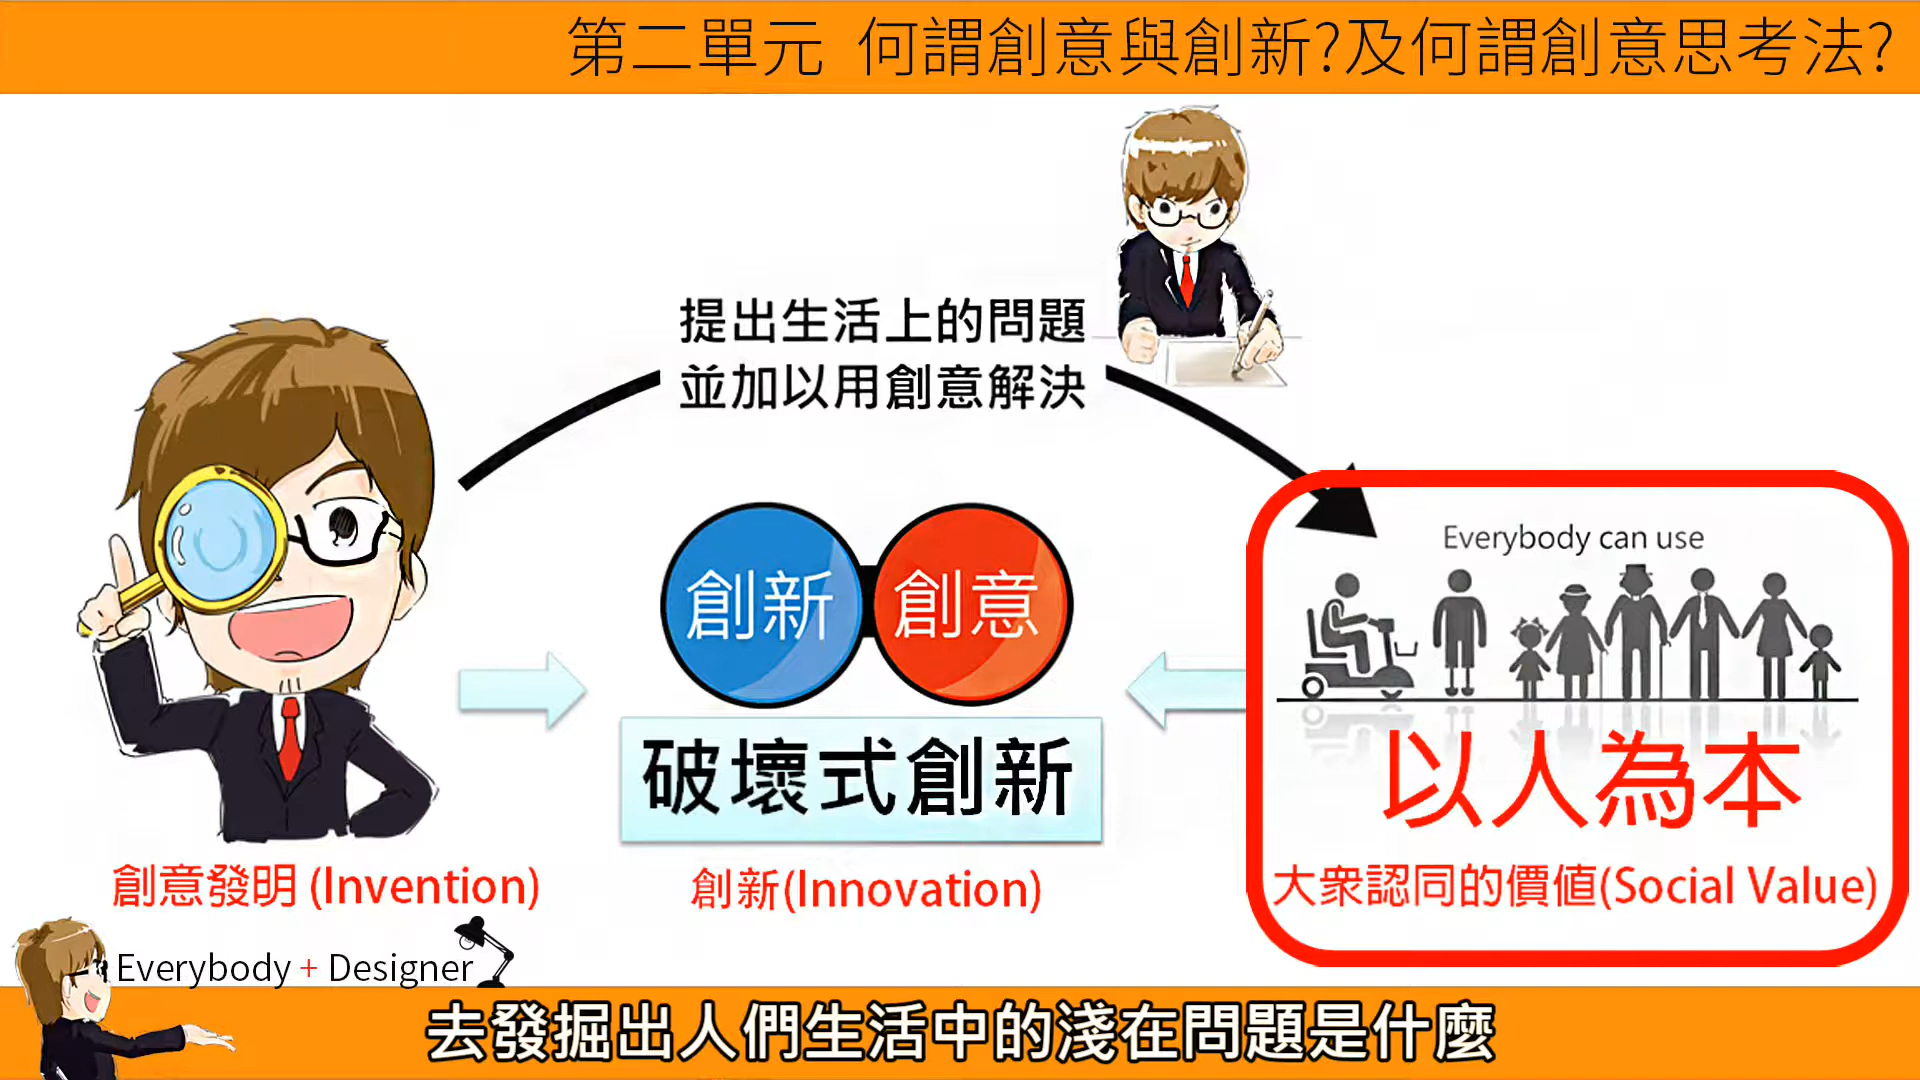 第二單元 何謂創意與創新?及何謂創意思考法?
提出生活上的問題
並加以用創意解決
Everybody can use
創新
創意
破壞式創新
以人為本
創意發明 (Invention)
創新(Innovation)
大衆認同的價值(Social Value)
Everybody + Designer
去發掘出人們生活中的淺在問題是什麼